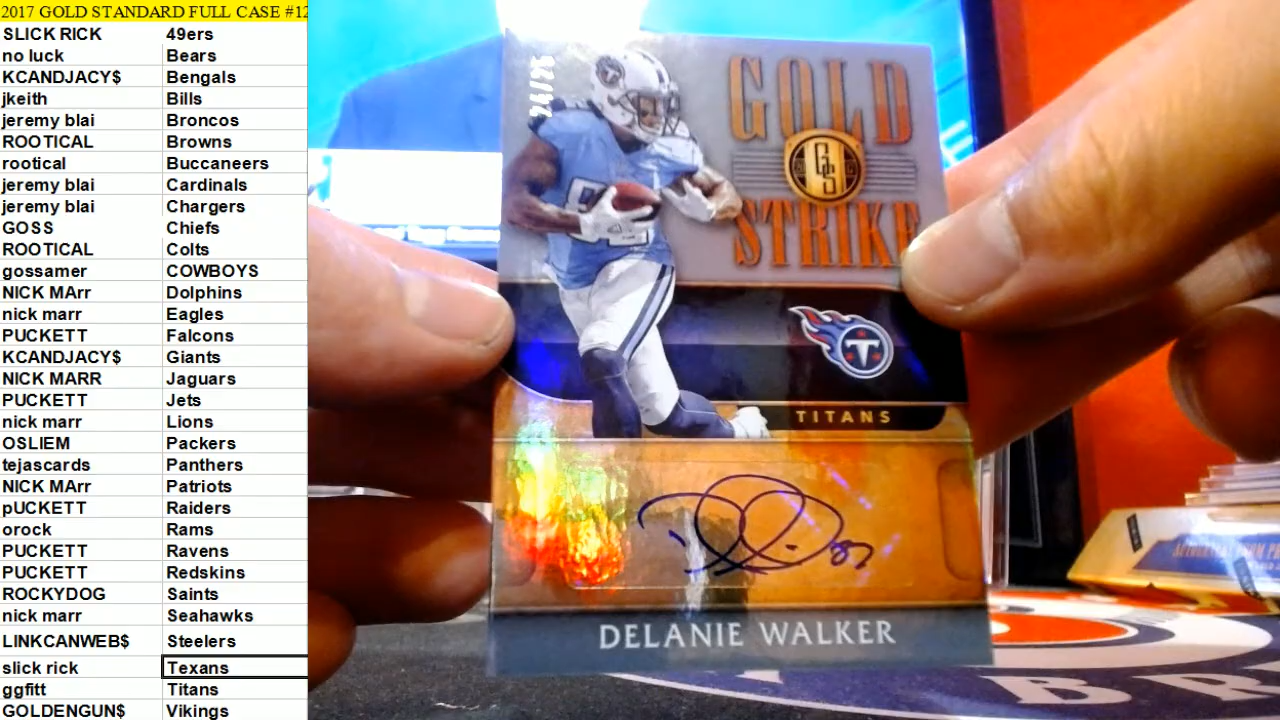 2017 GOLD STANDARD FULL CASE #12
SLICK RICK 49ers
no luck Bears
KCANDJACY$ Bengals
jkeith Bills
jeremy blai Broncos
ROOTICAL Browns
rootical Buccaneers
jeremy blai Cardinals
jeremy blai Chargers
GOSS Chiefs
ROOTICAL Colts
gossamer COWBOYS
NICK MArr Dolphins
nick marr Eagles
PUCKETT Falcons
KCANDJACY$ Giants
NICK MARR Jaguars
PUCKETT Jets
nick marr Lions
OSLIEM Packers
tejascards Panthers
NICK MArr Patriots
pUCKETT Raiders
orock Rams
PUCKETT Ravens
PUCKETT Redskins
ROCKYDOG Saints
nick marr Seahawks
LINKCANWEB$ Steelers
slick rick Texans
ggfitt Titans
GOLDENGUN$ Vikings
GOLD
GS
STRIKE
T
TITANS
82
DELANIE WALKER
BR